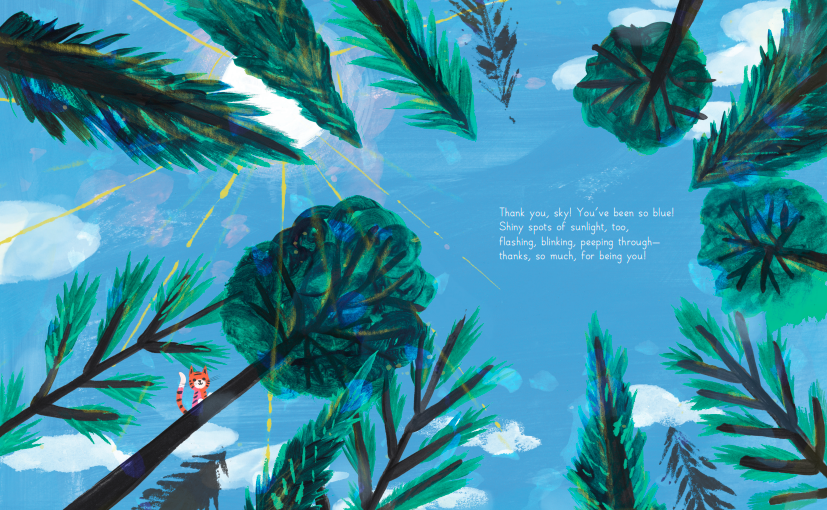 Thank you, sky! You've been so blue!
Shiny spots of sunlight, too,
flashing, blinking, peeping through—
thanks, so much, for being you!